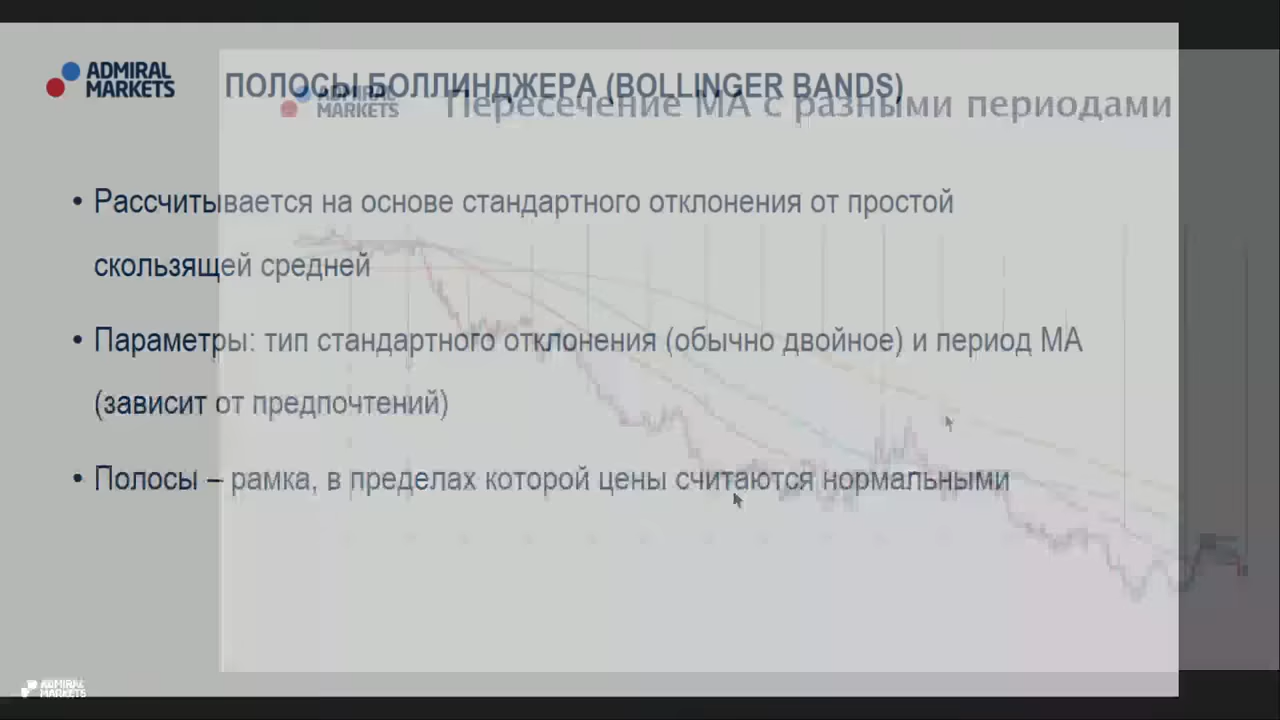 ADMIRAL
MARKETS
ПОЛОСЫ БОЛЛИНДЖЕРА (BOLLINGER BANDS)
ADMIRAL
MARKETS
Пересечение МА с разными периодами
• Рассчитывается на основе стандартного отклонения от простой
скользящей средней
• Параметры: тип стандартного отклонения (обычно двойное) и период МА
(зависит от предпочтений)
• Полосы – рамка, в пределах которой цены считаются нормальными
ADMIRAL
MARKETS